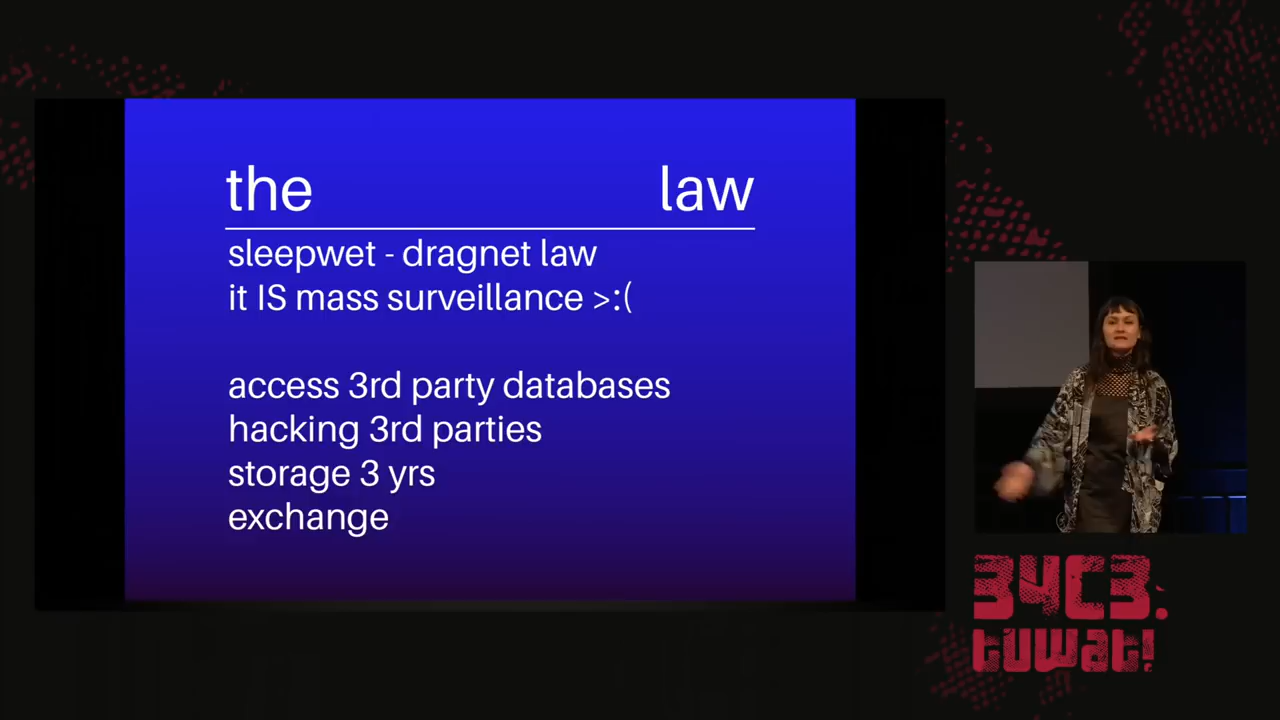 the law
sleepwet - dragnet law
it IS mass surveillance >:(
access 3rd party databases
hacking 3rd parties
storage 3 yrs
exchange
34C3.
tuwat!